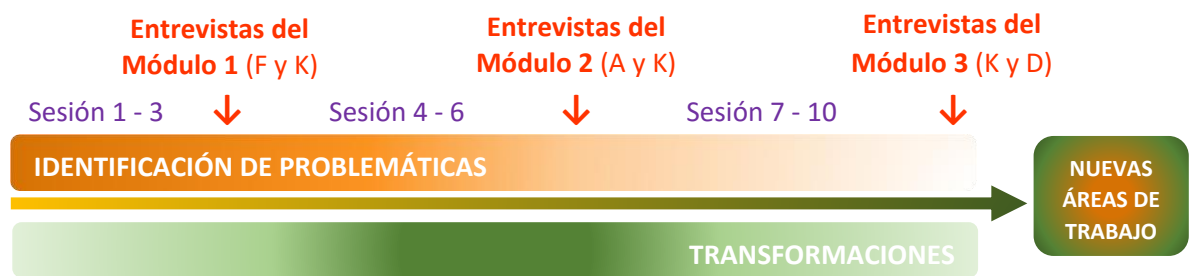 Entrevistas del
Módulo 1 (F y K)
Entrevistas del
Módulo 2 (A y K)
Entrevistas del
Módulo 3 (K y D)
Sesión 1 - 3
Sesión 4 - 6
Sesión 7 - 10
IDENTIFICACIÓN DE PROBLEMÁTICAS
NUEVAS
ÁREAS DE
TRABAJO
TRANSFORMACIONES